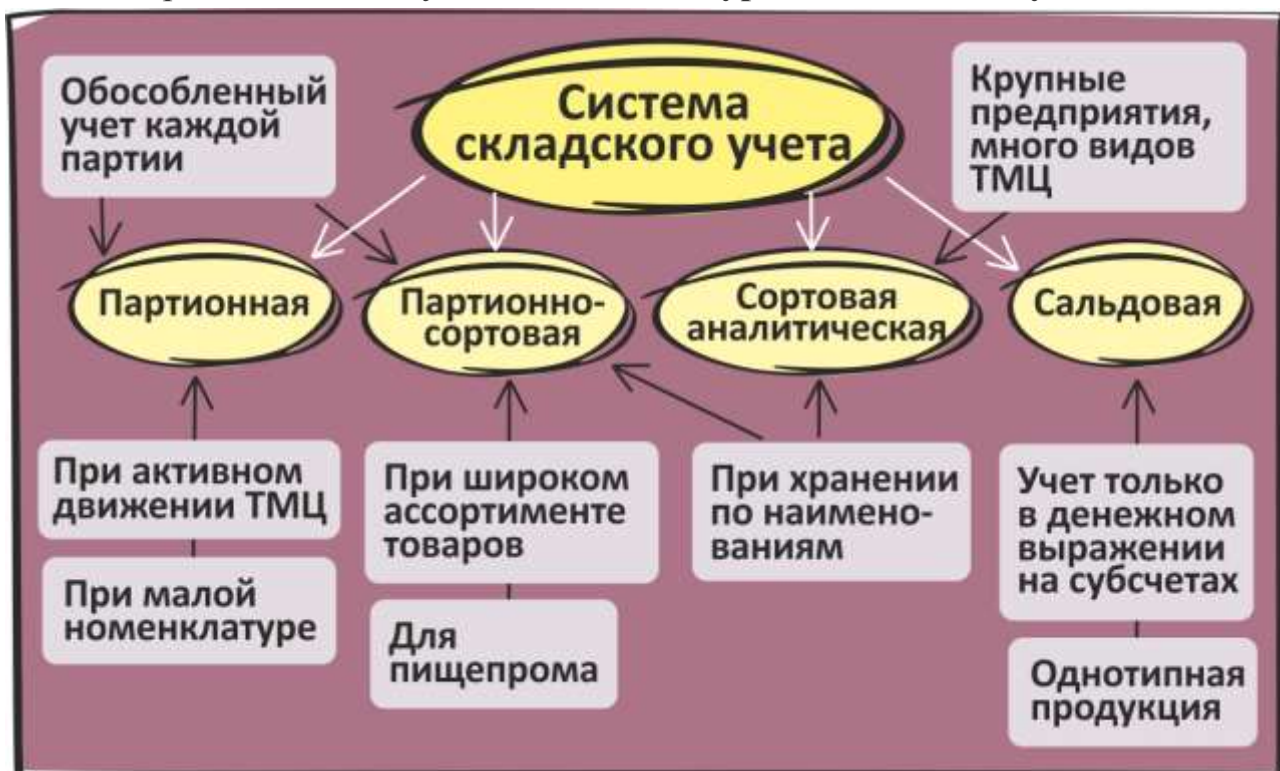 Обособленный
учет каждой
партии
Система
складского учета
Крупные
предприятия,
много видов
ТМЦ
Партионная
Партионно-
сортовая
Сортовая
аналитическая
Сальдовая
При активном
движении ТМЦ
При малой
номенклатуре
При широком
ассортименте
товаров
Для
пищепрома
При хранении
по наимено-
ваниям
Учет только
в денежном
выражении
на субсчетах
Однотипная
продукция